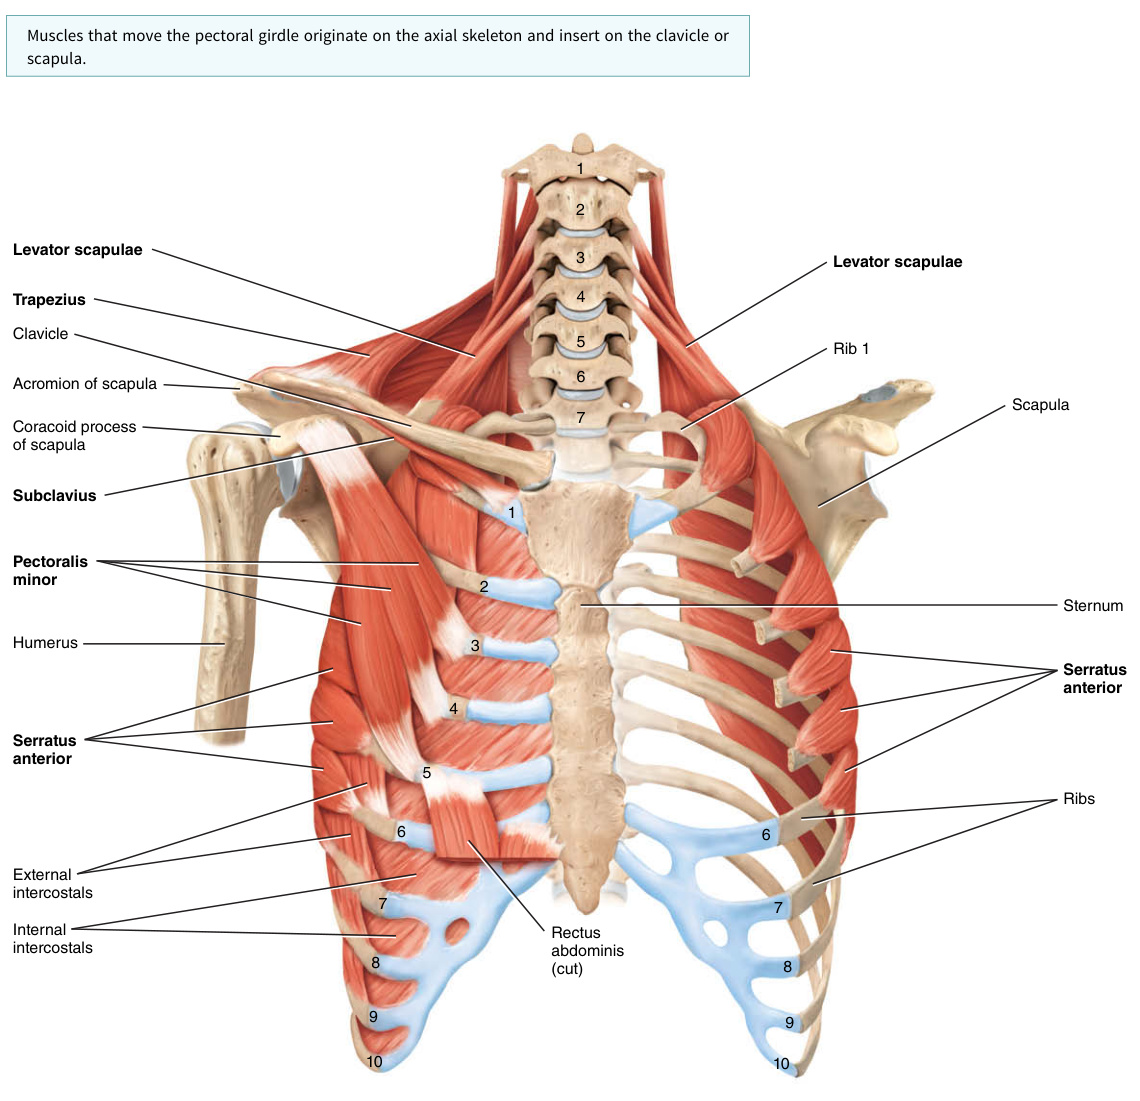 Muscles that move the pectoral girdle originate on the axial skeleton and insert on the clavicle or
scapula.
1
2
3
4
5
6
7
Levator scapulae
Trapezius
Clavicle
Acromion of scapula
Coracoid process
of scapula
Subclavius
Pectoralis
minor
Humerus
Serratus
anterior
External
intercostals
Internal
intercostals
1
2
3
4
5
6
7
8
9
10
Rectus
abdominis
(cut)
Levator scapulae
Rib 1
Scapula
Sternum
Serratus
anterior
Ribs
6
7
8
9
10